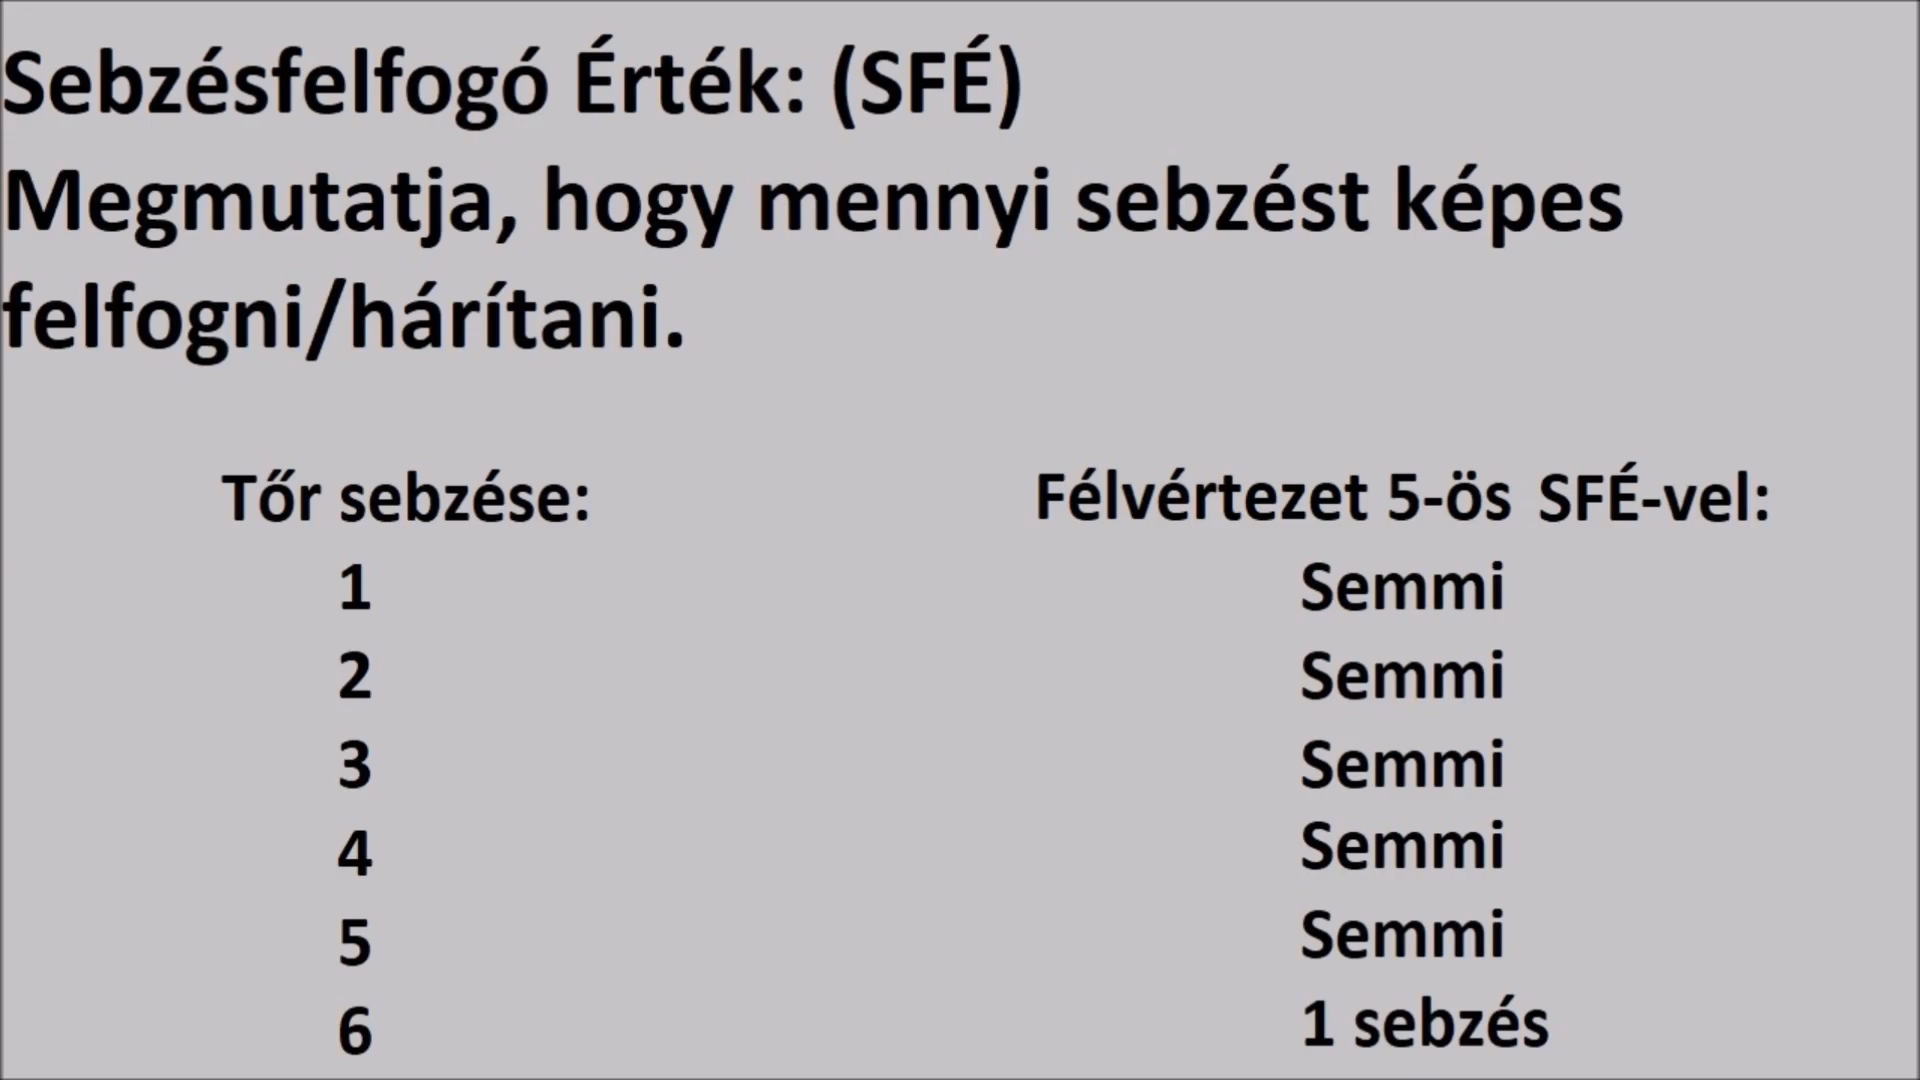 Sebzésfelfogó Érték: (SFÉ)
Megmutatja, hogy mennyi sebzést képes
felfogni/hárítani.
Tőr sebzése: Félvértezet 5-ös SFÉ-vel:
1 Semmi
2 Semmi
3 Semmi
4 Semmi
5 Semmi
6 1 sebzés